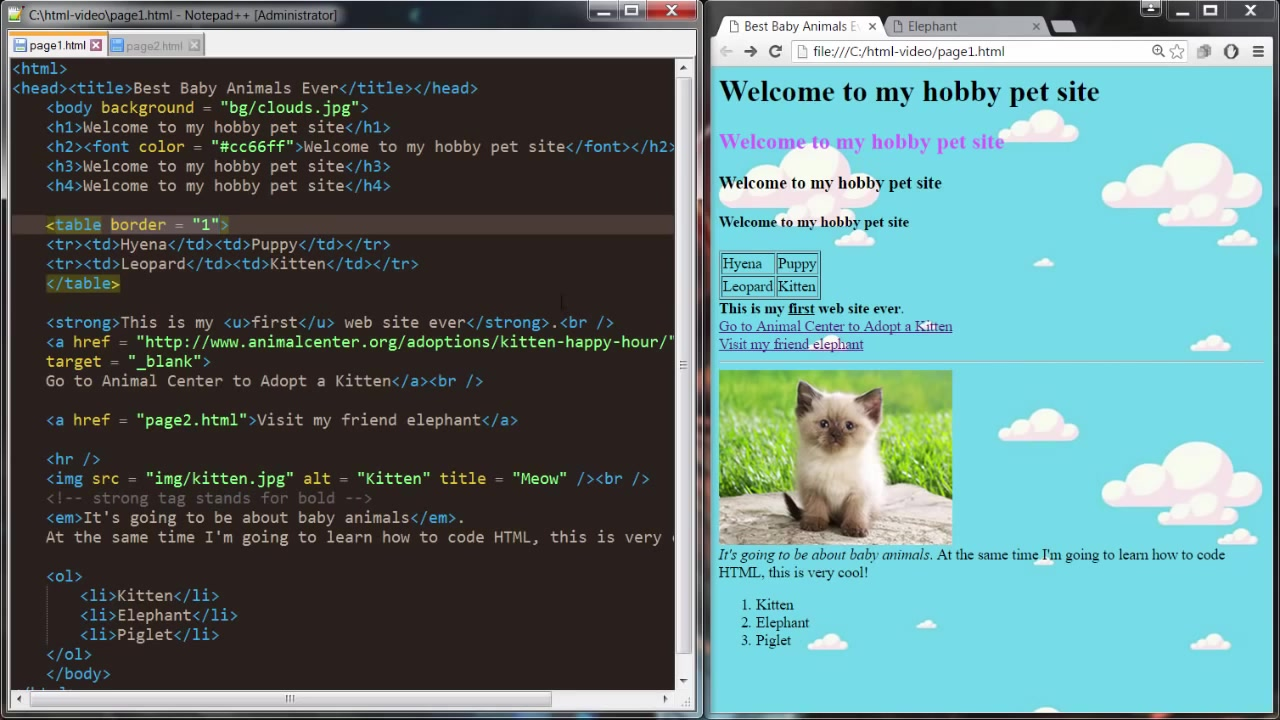 C:\html-video\page1.html - Notepad++ [Administrator]
page1.html
page2.html
<html>
<head><title>Best Baby Animals Ever</title></head>
<body background = "bg/clouds.jpg">
<h1>Welcome to my hobby pet site</h1>
<h2><font color = "#cc66ff">Welcome to my hobby pet site</font></h2>
<h3>Welcome to my hobby pet site</h3>
<h4>Welcome to my hobby pet site</h4>
<table border = "1">
<tr><td>Hyena</td><td>Puppy</td></tr>
<tr><td>Leopard</td><td>Kitten</td></tr>
</table>
<strong>This is my <u>first</u> web site ever</strong>.<br />
<a href = "http://www.animalcenter.org/adoptions/kitten-happy-hour/"
target = "_blank">
Go to Animal Center to Adopt a Kitten</a><br />
<a href = "page2.html">Visit my friend elephant</a>
<hr />
<img src = "img/kitten.jpg" alt = "Kitten" title = "Meow" /><br />
<!-- strong tag stands for bold -->
<em>It's going to be about baby animals</em>.
At the same time I'm going to learn how to code HTML, this is very
<ol>
<li>Kitten</li>
<li>Elephant</li>
<li>Piglet</li>
</ol>
</body>
Best Baby Animals E
Elephant
file:///C:/html-video/page1.html
Welcome to my hobby pet site
Welcome to my hobby pet site
Welcome to my hobby pet site
Welcome to my hobby pet site
Hyena Puppy
Leopard Kitten
This is my first web site ever.
Go to Animal Center to Adopt a Kitten
Visit my friend elephant
It's going to be about baby animals. At the same time I'm going to learn how to code
HTML, this is very cool!
1. Kitten
2. Elephant
3. Piglet